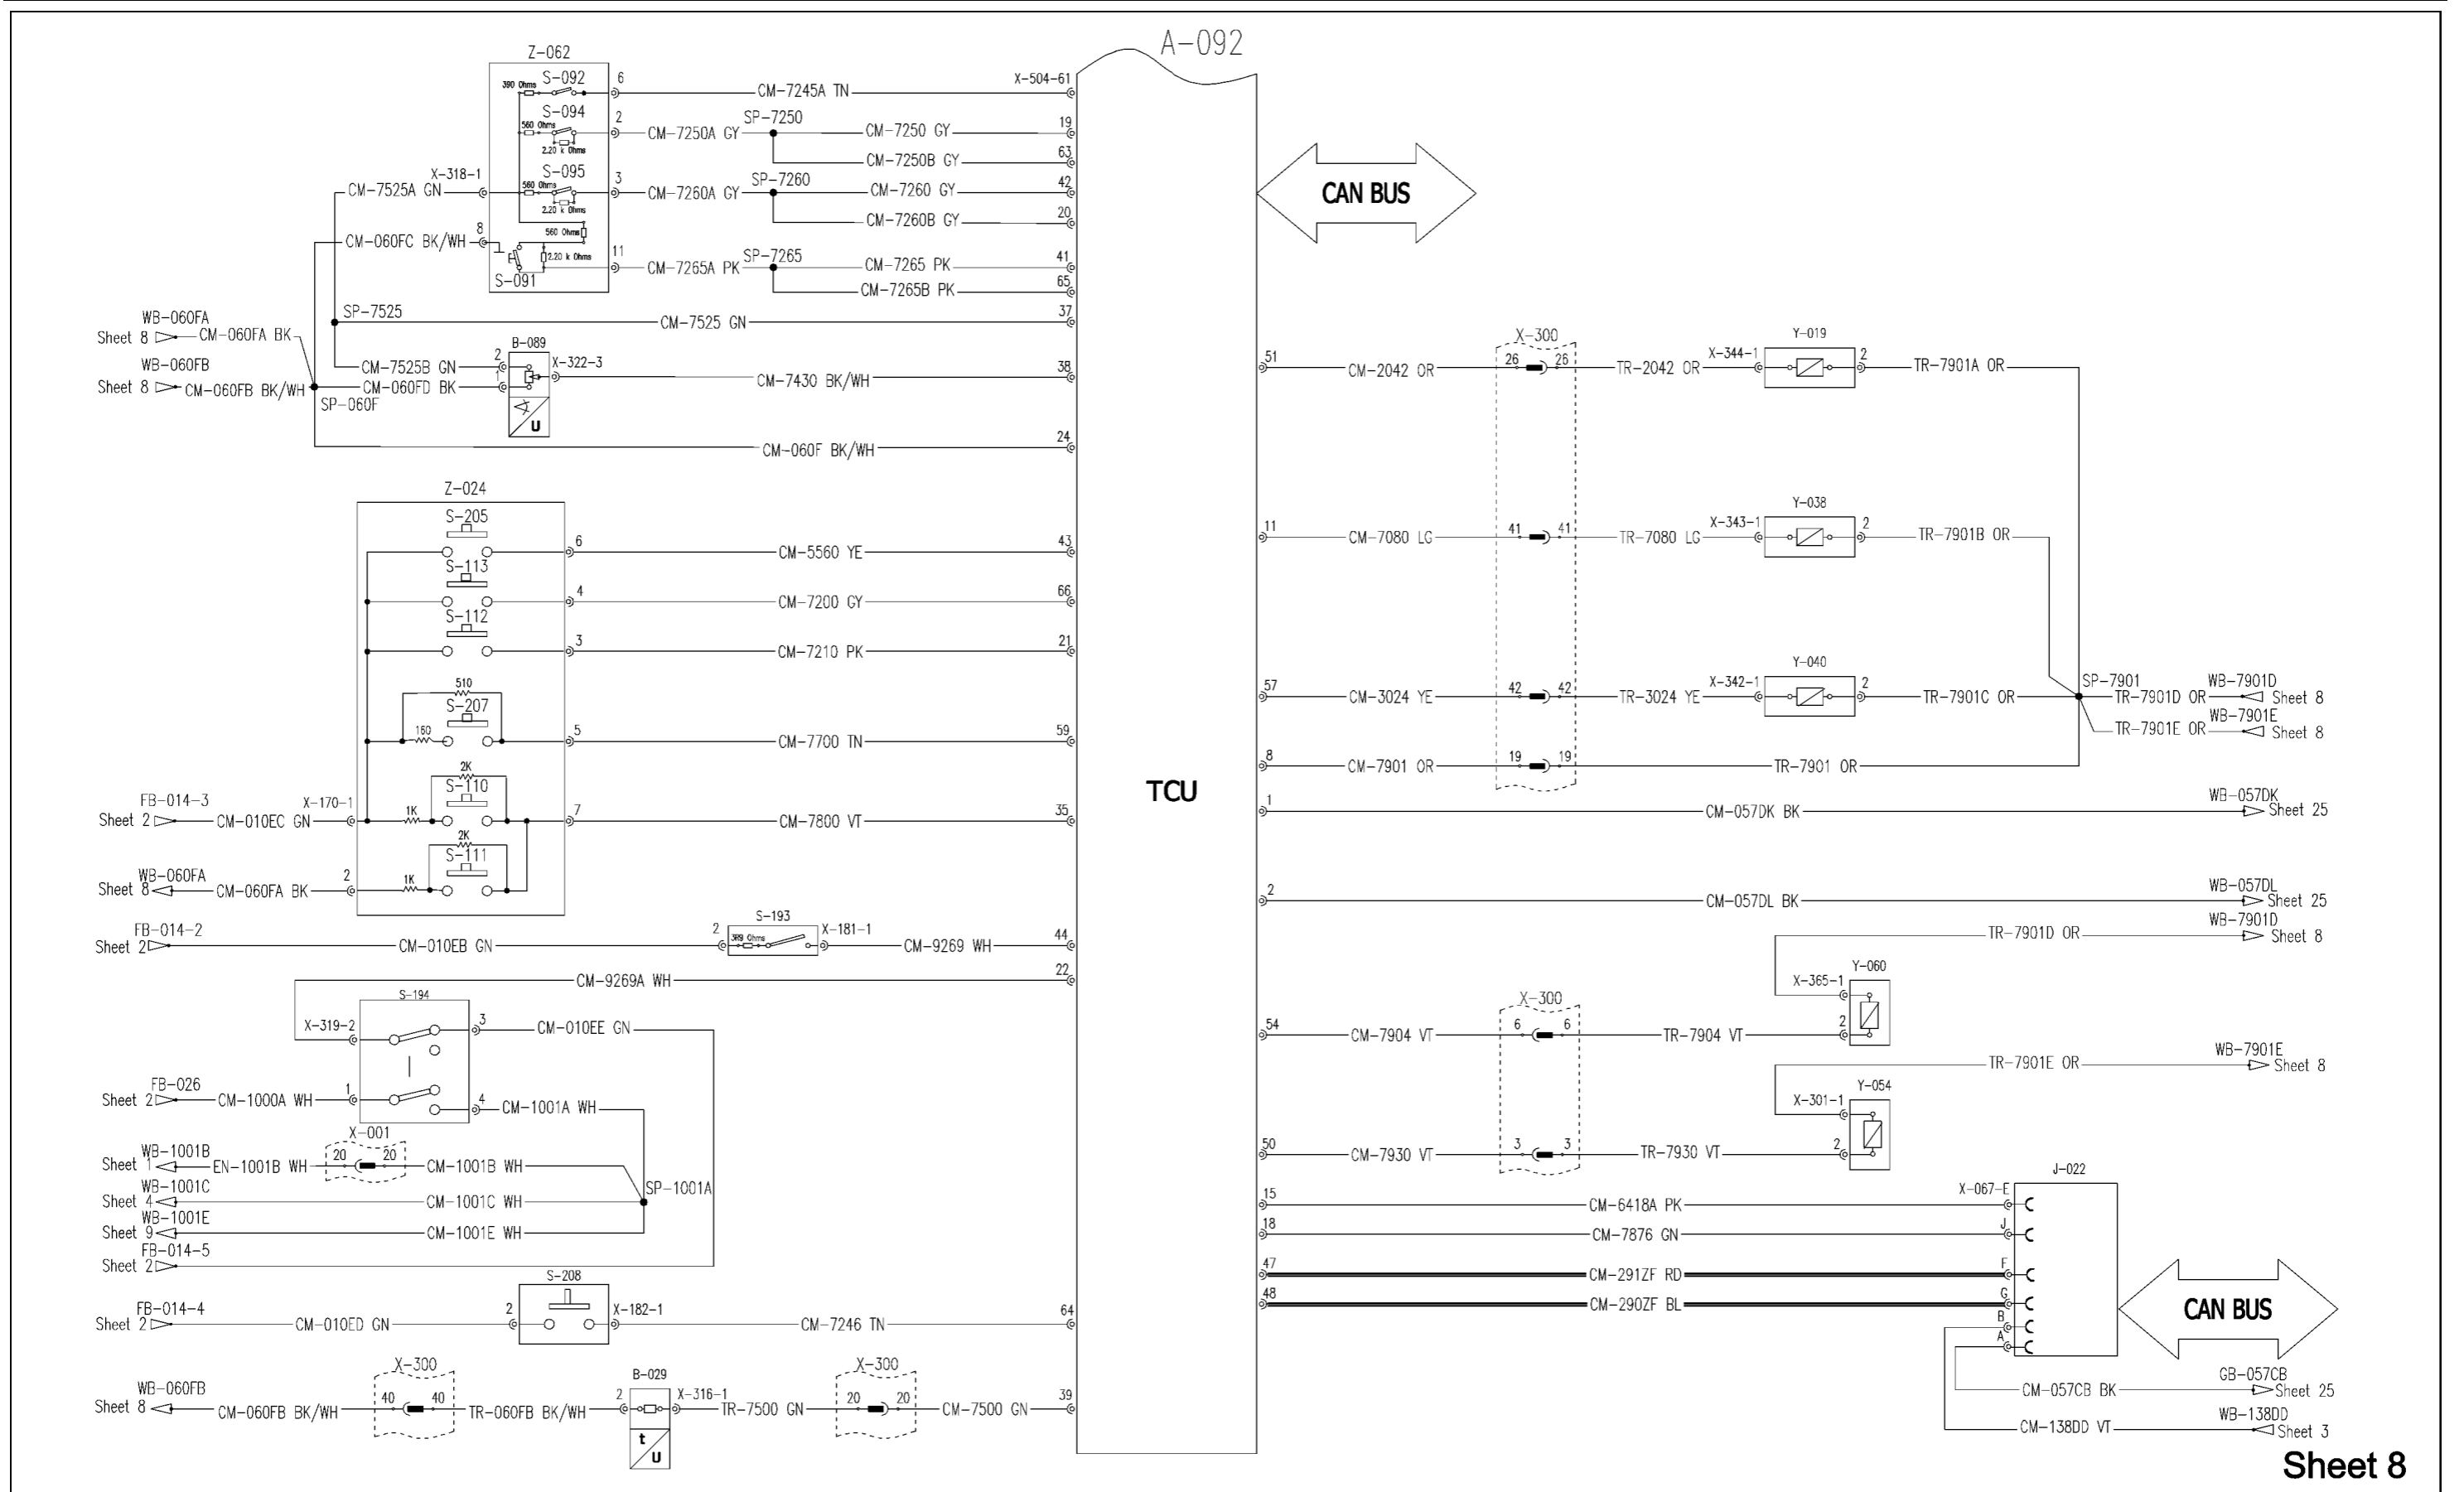 A-092
Z-062
390 Ohms
S-092
6
CM-7245A TN
X-504-61
S-094
560 Ohms
2.20 k Ohms
2
CM-7250A GY
SP-7250
CM-7250 GY
19
CM-7250B GY
63
CM-7525A GN
X-318-1
S-095
560 Ohms
2.20 k Ohms
3
CM-7260A GY
SP-7260
CM-7260 GY
42
CM-7260B GY
20
CM-060FC BK/WH
8
560 Ohms
2.20 k Ohms
S-091
11
CM-7265A PK
SP-7265
CM-7265 PK
41
CM-7265B PK
65
SP-7525
CM-7525 GN
37
WB-060FA
Sheet 8
CM-060FA BK
WB-060FB
Sheet 8
CM-060FB BK/WH
SP-060F
CM-7525B GN
2
CM-060FD BK
1
B-089
X-322-3
U
CM-7430 BK/WH
38
CM-060F BK/WH
24
Z-024
S-205
6
CM-5560 YE
43
S-113
4
CM-7200 GY
66
S-112
3
CM-7210 PK
21
510
S-207
160
5
CM-7700 TN
59
FB-014-3
Sheet 2
CM-010EC GN
X-170-1
1K
2K
S-110
7
CM-7800 VT
35
WB-060FA
Sheet 8
CM-060FA BK
2
1K
2K
S-111
FB-014-2
Sheet 2
CM-010EB GN
2
S-193
X-181-1
CM-9269 WH
44
CM-9269A WH
22
S-194
X-319-2
3
CM-010EE GN
FB-026
Sheet 2
CM-1000A WH
1
4
CM-1001A WH
X-001
WB-1001B
Sheet 1
EN-1001B WH
20
20
CM-1001B WH
SP-1001A
WB-1001C
Sheet 4
CM-1001C WH
WB-1001E
Sheet 9
CM-1001E WH
FB-014-5
Sheet 2
FB-014-4
Sheet 2
CM-010ED GN
2
S-208
X-182-1
CM-7246 TN
64
WB-060FB
Sheet 8
CM-060FB BK/WH
X-300
40
40
TR-060FB BK/WH
2
B-029
X-316-1
t
U
TR-7500 GN
X-300
20
20
CM-7500 GN
39
TCU
CAN BUS
51
CM-2042 OR
X-300
26
26
TR-2042 OR
X-344-1
Y-019
2
TR-7901A OR
11
CM-7080 LG
41
41
TR-7080 LG
X-343-1
Y-038
2
TR-7901B OR
57
CM-3024 YE
42
42
TR-3024 YE
X-342-1
Y-040
2
TR-7901C OR
SP-7901
TR-7901D OR
WB-7901D
Sheet 8
TR-7901E OR
WB-7901E
Sheet 8
8
CM-7901 OR
19
19
TR-7901 OR
1
CM-057DK BK
WB-057DK
Sheet 25
2
CM-057DL BK
WB-057DL
Sheet 25
TR-7901D OR
WB-7901D
Sheet 8
X-365-1
Y-060
54
CM-7904 VT
X-300
6
6
TR-7904 VT
2
TR-7901E OR
WB-7901E
Sheet 8
X-301-1
Y-054
50
CM-7930 VT
3
3
TR-7930 VT
2
J-022
15
CM-6418A PK
X-067-E
18
CM-7876 GN
J
47
CM-291ZF RD
F
48
CM-290ZF BL
G
B
A
CAN BUS
CM-057CB BK
GB-057CB
Sheet 25
CM-138DD VT
WB-138DD
Sheet 3
Sheet 8